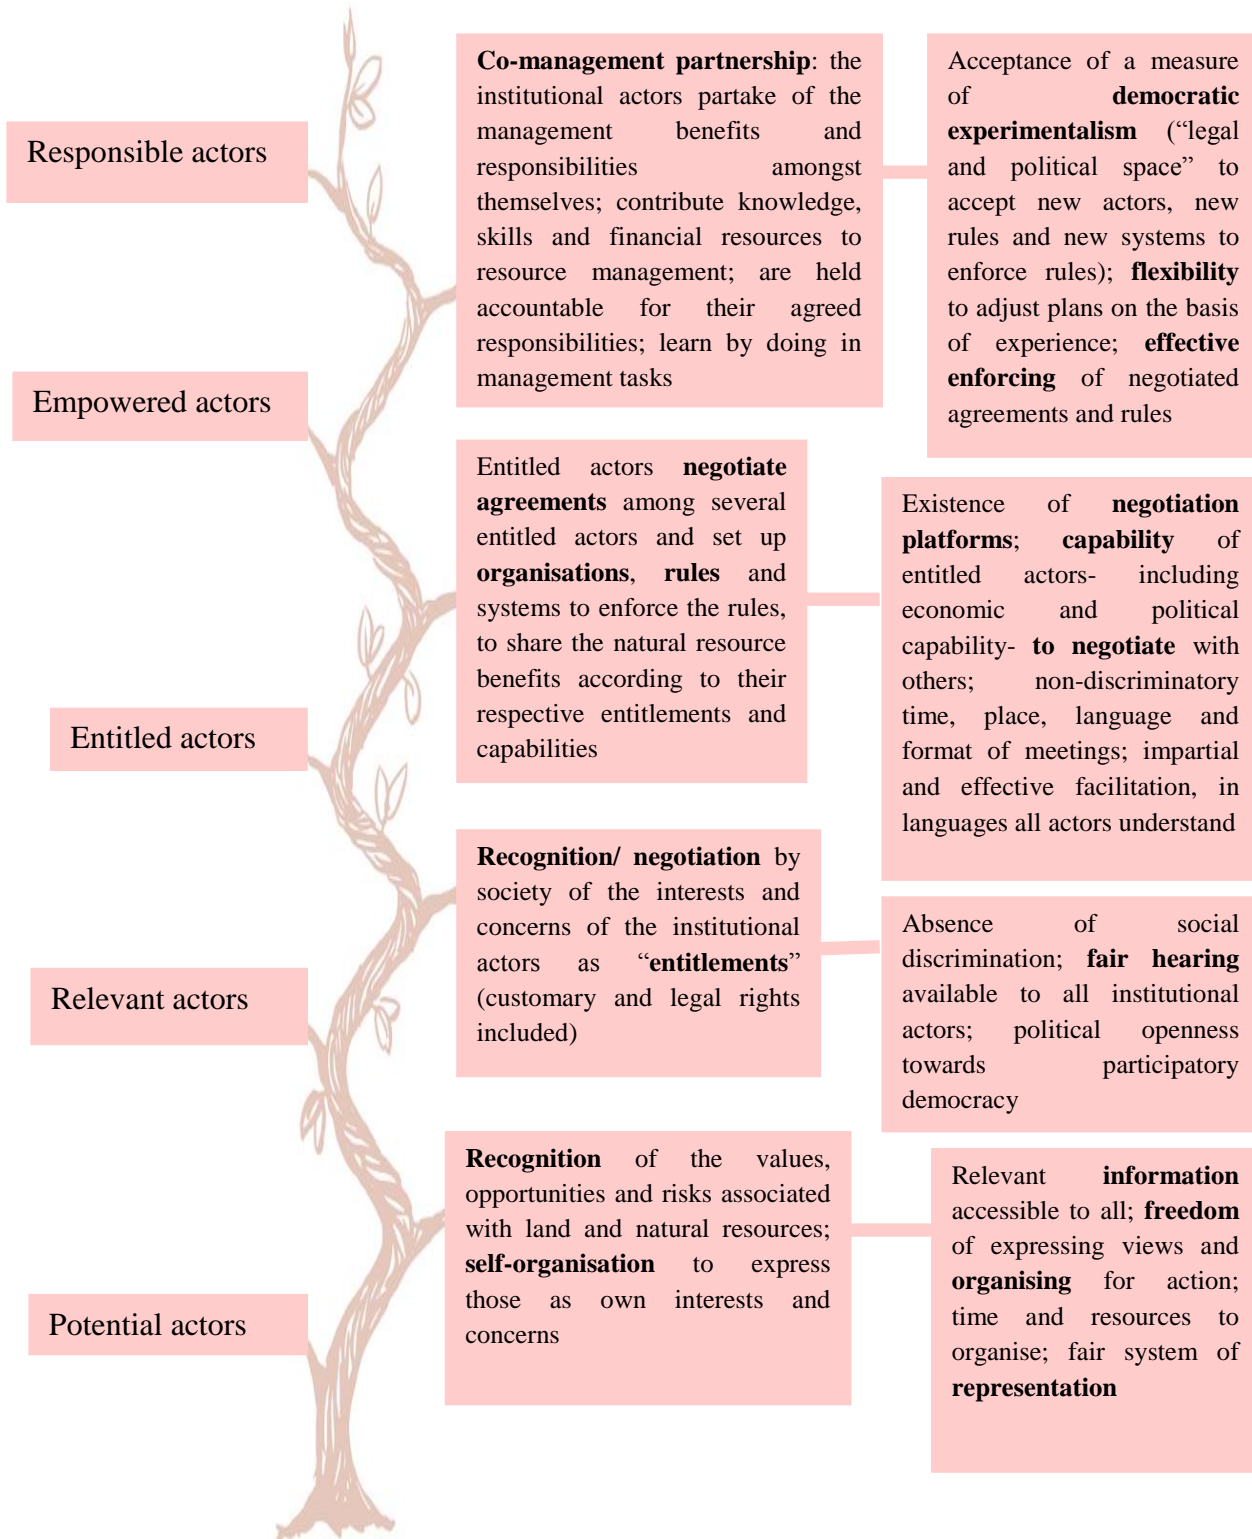 Responsible actors
Co-management partnership: the
institutional actors partake of the
management benefits and
responsibilities amongst
themselves; contribute knowledge,
skills and financial resources to
resource management; are held
accountable for their agreed
responsibilities; learn by doing in
management tasks
Acceptance of a measure
of democratic
experimentalism (“legal
and political space” to
accept new actors, new
rules and new systems to
enforce rules); flexibility
to adjust plans on the basis
of experience; effective
enforcing of negotiated
agreements and rules
Empowered actors
Entitled actors negotiate
agreements among several
entitled actors and set up
organisations, rules and
systems to enforce the rules,
to share the natural resource
benefits according to their
respective entitlements and
capabilities
Existence of negotiation
platforms; capability of
entitled actors- including
economic and political
capability- to negotiate with
others; non-discriminatory
time, place, language and
format of meetings; impartial
and effective facilitation, in
languages all actors understand
Entitled actors
Recognition/ negotiation by
society of the interests and
concerns of the institutional
actors as “entitlements”
(customary and legal rights
included)
Absence of social
discrimination; fair hearing
available to all institutional
actors; political openness
towards participatory
democracy
Relevant actors
Recognition of the values,
opportunities and risks associated
with land and natural resources;
self-organisation to express
those as own interests and
concerns
Relevant information
accessible to all; freedom
of expressing views and
organising for action;
time and resources to
organise; fair system of
representation
Potential actors